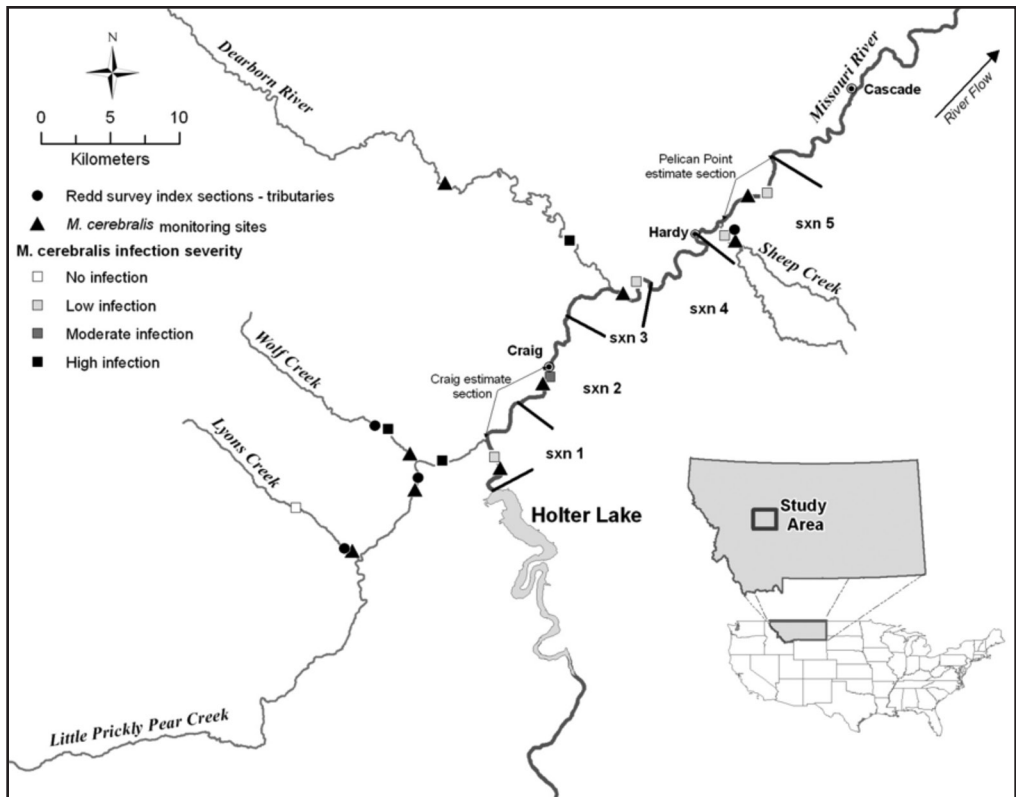 N
0 5 10
Kilometers
Redd survey index sections - tributaries
M. cerebralis monitoring sites
M. cerebralis infection severity
No infection
Low infection
Moderate infection
High infection
Dearborn River
Missouri River
Cascade
River Flow
Pelican Point
estimate section
sxn 5
Hardy
Sheep Creek
sxn 4
sxn 3
Craig
Craig estimate
section
sxn 2
Wolf Creek
Lyons Creek
sxn 1
Holter Lake
Study
Area
Little Prickly Pear Creek